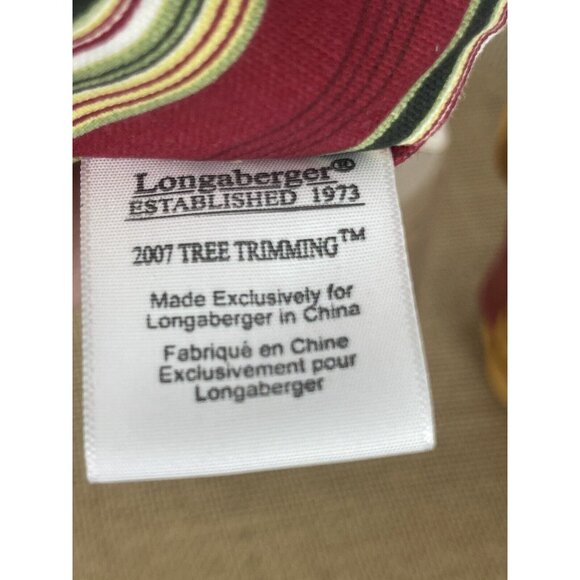 Longaberger®
ESTABLISHED 1973
2007 TREE TRIMMING™
Made Exclusively for
Longaberger in China
Fabriqué en Chine
Exclusivement pour
Longaberger